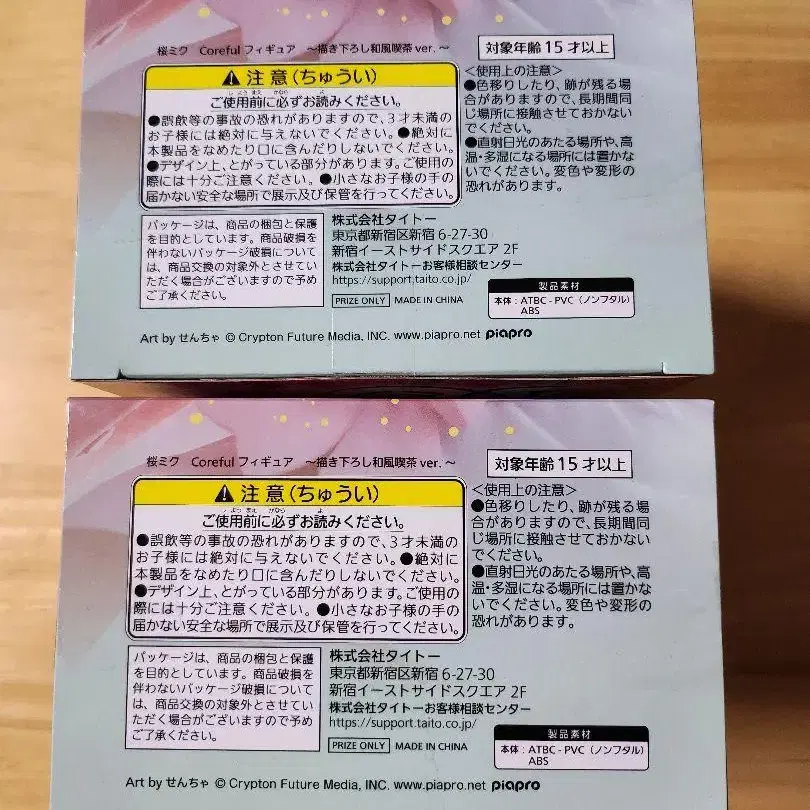 桜ミク Coreful フィギュア ～描き下ろし和風喫茶 ver. ～
対象年齢 15 才以上
注意(ちゅうい)
ご使用前に必ずお読みください。
●誤飲等の事故の恐れがありますので、3才未満の
お子様には絶対に与えないでください。●絶対に
本製品をなめたり口に含んだりしないでください。
●デザイン上、とがっている部分があります。ご使用の
際には十分ご注意ください。●小さなお子様の手の
届かない安全な場所で展示及び保管を行ってください。
＜使用上の注意＞
●色移りしたり、跡が残る場
合がありますので、長期間同
じ場所に接触させておかない
でください。
●直射日光のあたる場所や、高
温・多湿になる場所には置かな
いでください。変色や変形の
恐れがあります。
パッケージは、商品の梱包と保護
を目的としています。商品破損を
伴わないパッケージ破損について
は、商品交換の対象外とさせてい
ただく場合がございますので予め
ご了承ください。
株式会社タイトー
東京都新宿区新宿 6-27-30
新宿イーストサイドスクエア 2F
株式会社タイトーお客様相談センター
https://support.taito.co.jp/
PRIZE ONLY MADE IN CHINA
製品素材
本体：ATBC - PVC（ノンフタル）
ABS
Art by せんちゃ © Crypton Future Media, INC. www.piapro.net piapro
桜ミク Coreful フィギュア ～描き下ろし和風喫茶 ver. ～
対象年齢 15 才以上
注意(ちゅうい)
ご使用前に必ずお読みください。
●誤飲等の事故の恐れがありますので、3才未満の
お子様には絶対に与えないでください。●絶対に
本製品をなめたり口に含んだりしないでください。
●デザイン上、とがっている部分があります。ご使用の
際には十分ご注意ください。●小さなお子様の手の
届かない安全な場所で展示及び保管を行ってください。
＜使用上の注意＞
●色移りしたり、跡が残る場
合がありますので、長期間同
じ場所に接触させておかない
でください。
●直射日光のあたる場所や、高
温・多湿になる場所には置かな
いでください。変色や変形の
恐れがあります。
パッケージは、商品の梱包と保護
を目的としています。商品破損を
伴わないパッケージ破損について
は、商品交換の対象外とさせてい
ただく場合がございますので予め
ご了承ください。
株式会社タイトー
東京都新宿区新宿 6-27-30
新宿イーストサイドスクエア 2F
株式会社タイトーお客様相談センター
https://support.taito.co.jp/
PRIZE ONLY MADE IN CHINA
製品素材
本体：ATBC - PVC（ノンフタル）
ABS
Art by せんちゃ © Crypton Future Media, INC. www.piapro.net piapro